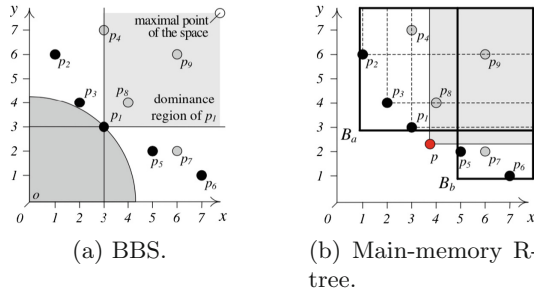 y
maximal point
of the space
7
p4
6
p2
p9
5
4
p3
p8
dominance
region of p1
3
p1
2
p5
p7
1
p6
o
0
1 2 3 4 5 6 7 x
(a) BBS.
y
7
p4
6
p2
p9
5
4
p3
p8
3
p1
Ba
2
p
p5
p7
1
Bb
p6
0
1 2 3 4 5 6 7 x
(b) Main-memory R-
tree.